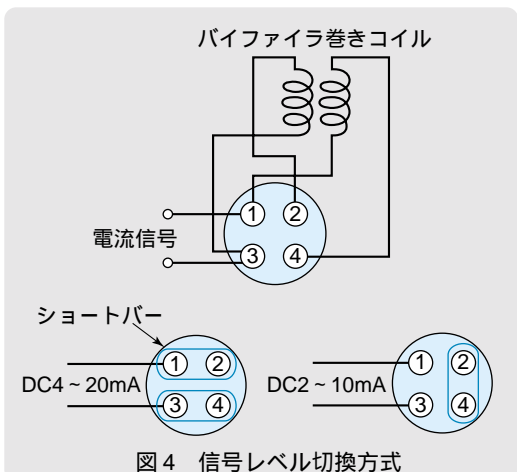 バイファイラ巻きコイル
① ②
電流信号
③ ④
ショートバー
① ②
DC4~20mA
③ ④
① ②
DC2~10mA
③ ④
図4 信号レベル切換方式